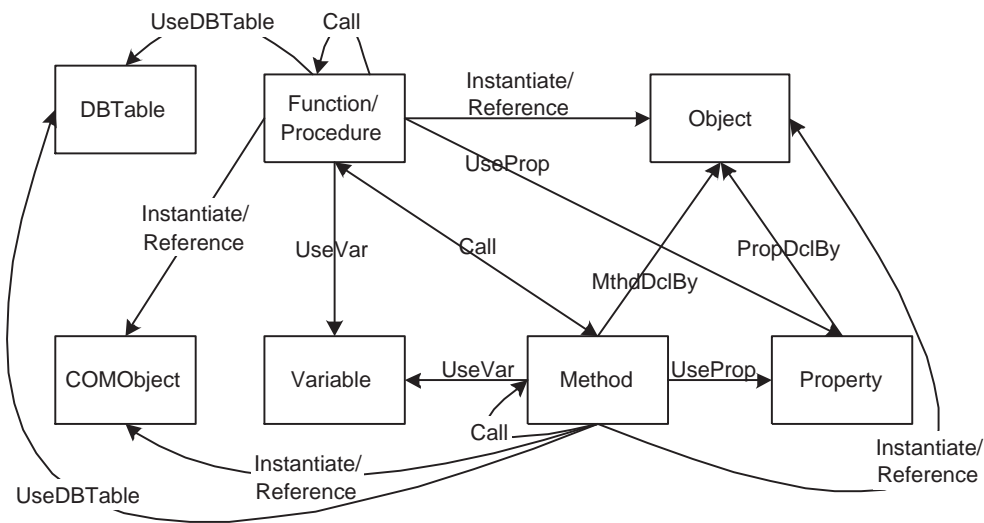 UseDBTable
Call
DBTable
Function/
Procedure
Instantiate/
Reference
Object
UseProp
Instantiate/
Reference
UseVar
Call
PropDclBy
MthdDclBy
COMObject
Variable
UseVar
Method
UseProp
Property
Call
Instantiate/
Reference
Instantiate/
Reference
UseDBTable